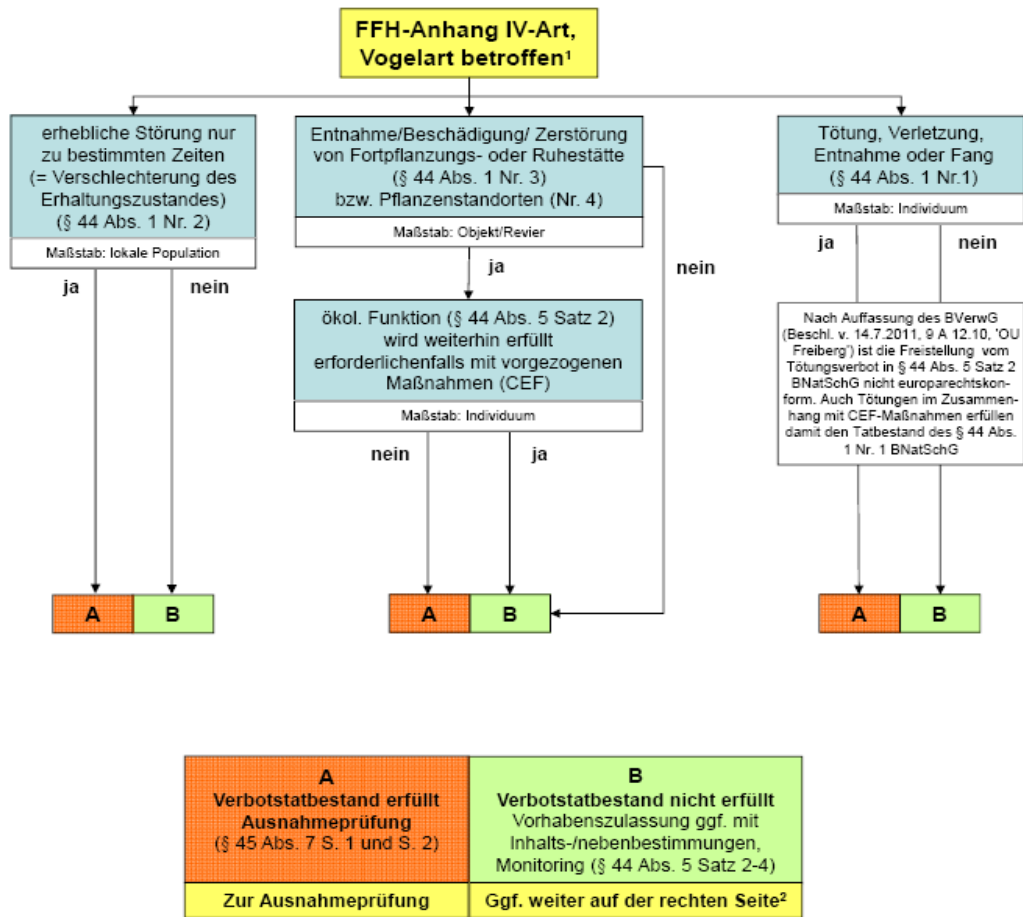 FFH-Anhang IV-Art,
Vogelart betroffen¹
erhebliche Störung nur
zu bestimmten Zeiten
(= Verschlechterung des
Erhaltungszustandes)
(§ 44 Abs. 1 Nr. 2)
Maßstab: lokale Population
ja
nein
Entnahme/Beschädigung/ Zerstörung
von Fortpflanzungs- oder Ruhestätte
(§ 44 Abs. 1 Nr. 3)
bzw. Pflanzenstandorten (Nr. 4)
Maßstab: Objekt/Revier
ja
nein
ökol. Funktion (§ 44 Abs. 5 Satz 2)
wird weiterhin erfüllt
erforderlichenfalls mit vorgezogenen
Maßnahmen (CEF)
Maßstab: Individuum
nein
ja
Tötung, Verletzung,
Entnahme oder Fang
(§ 44 Abs. 1 Nr.1)
Maßstab: Individuum
ja
nein
Nach Auffassung des BVerwG
(Beschl. v. 14.7.2011, 9 A 12.10, 'OU
Freiberg') ist die Freistellung vom
Tötungsverbot in § 44 Abs. 5 Satz 2
BNatSchG nicht europarechtskon-
form. Auch Tötungen im Zusammen-
hang mit CEF-Maßnahmen erfüllen
damit den Tatbestand des § 44 Abs.
1 Nr. 1 BNatSchG
A
B
A
B
A
B
A
Verbotstatbestand erfüllt
Ausnahmeprüfung
(§ 45 Abs. 7 S. 1 und S. 2)
Zur Ausnahmeprüfung
B
Verbotstatbestand nicht erfüllt
Vorhabenszulassung ggf. mit
Inhalts-/nebenbestimmungen,
Monitoring (§ 44 Abs. 5 Satz 2-4)
Ggf. weiter auf der rechten Seite²